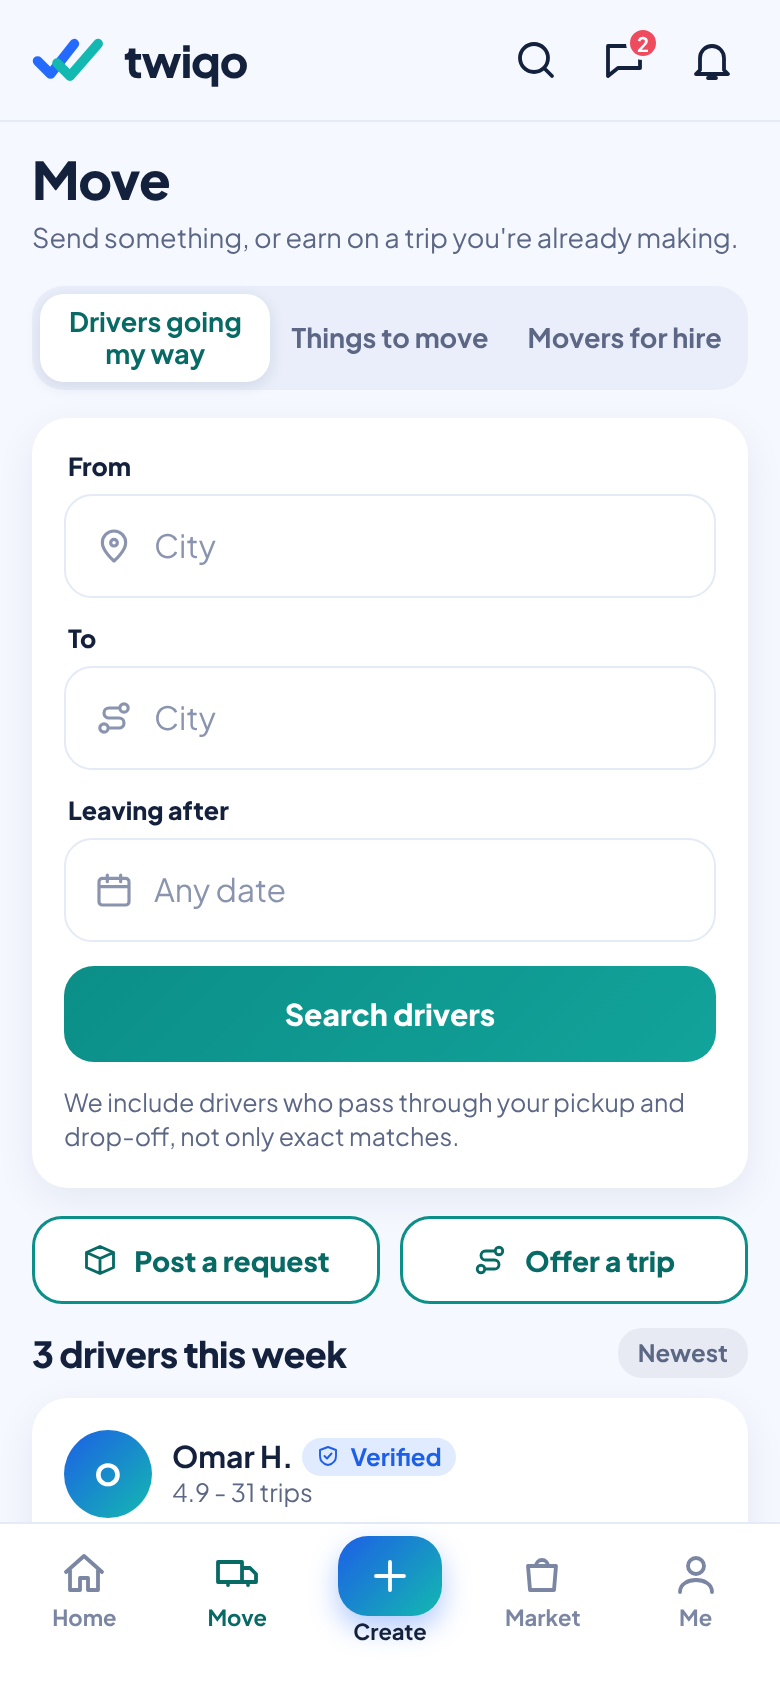 twiqo
2
Move
Send something, or earn on a trip you're already making.
Drivers going
my way
Things to move
Movers for hire
From
City
To
City
Leaving after
Any date
Search drivers
We include drivers who pass through your pickup and
drop-off, not only exact matches.
Post a request
Offer a trip
3 drivers this week
Newest
O
Omar H.
Verified
4.9 - 31 trips
Home
Move
Create
Market
Me